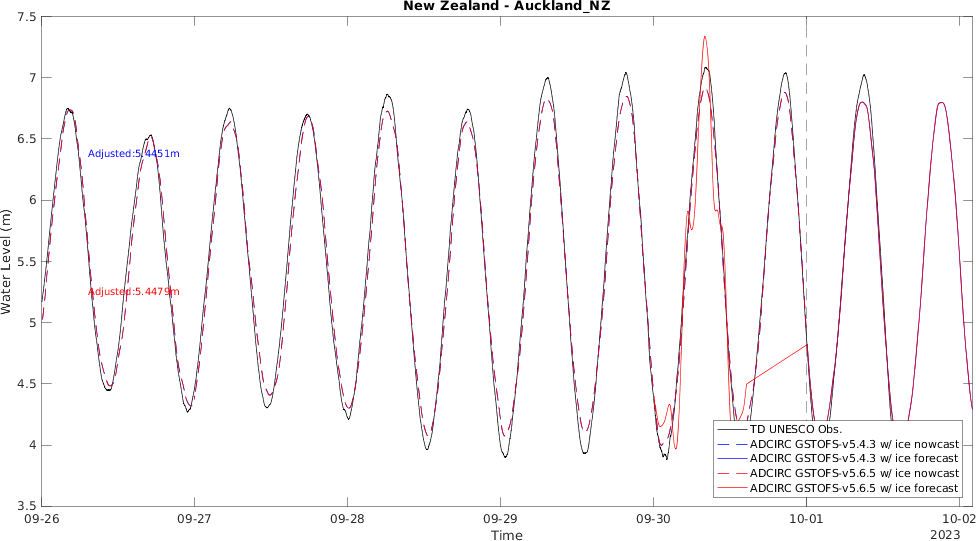 New Zealand - Auckland_NZ
7.5
7
6.5
6
5.5
5
4.5
4
3.5
Water Level (m)
Adjusted:5.4451m
Adjusted:5.4479m
TD UNESCO Obs.
ADCIRC GSTOFS-v5.4.3 w/ ice nowcast
ADCIRC GSTOFS-v5.4.3 w/ ice forecast
ADCIRC GSTOFS-v5.6.5 w/ ice nowcast
ADCIRC GSTOFS-v5.6.5 w/ ice forecast
09-26 09-27 09-28 09-29 09-30 10-01 10-02
Time
2023